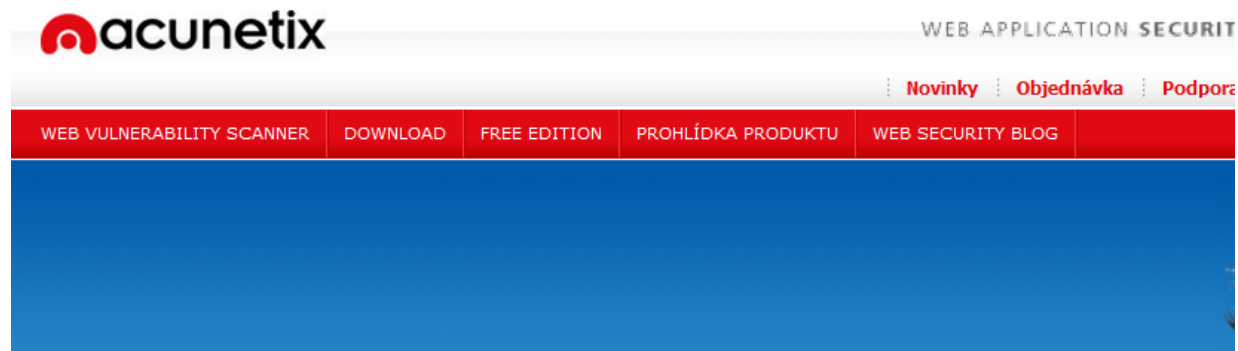 acunetix
WEB APPLICATION SECURIT
Novinky Objednávka Podpora
WEB VULNERABILITY SCANNER DOWNLOAD FREE EDITION PROHLÍDKA PRODUKTU WEB SECURITY BLOG